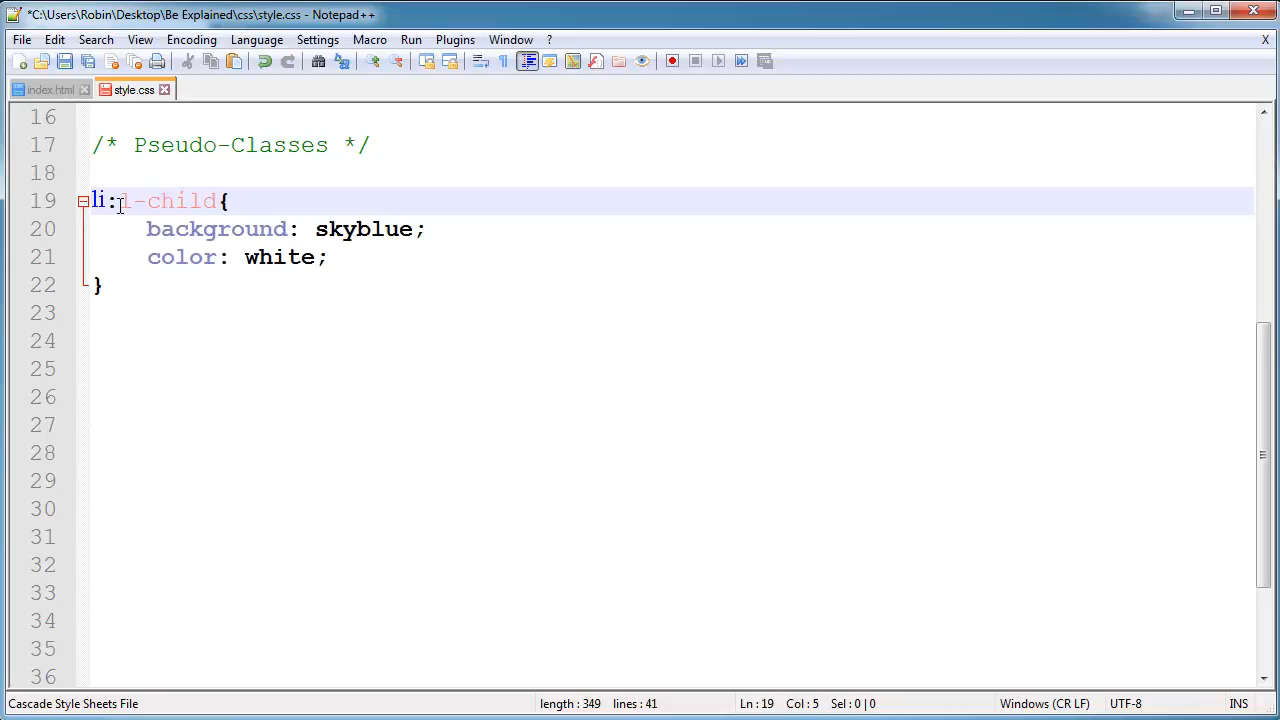 *C:\Users\Robin\Desktop\Be Explained\css\style.css - Notepad++
File Edit Search View Encoding Language Settings Macro Run Plugins Window ? X
index.html style.css
16
17 /* Pseudo-Classes */
18
19 li:l-child{
20 background: skyblue;
21 color: white;
22 }
23
24
25
26
27
28
29
30
31
32
33
34
35
36
Cascade Style Sheets File length : 349 lines : 41 Ln : 19 Col : 5 Sel : 0 | 0 Windows (CR LF) UTF-8 INS